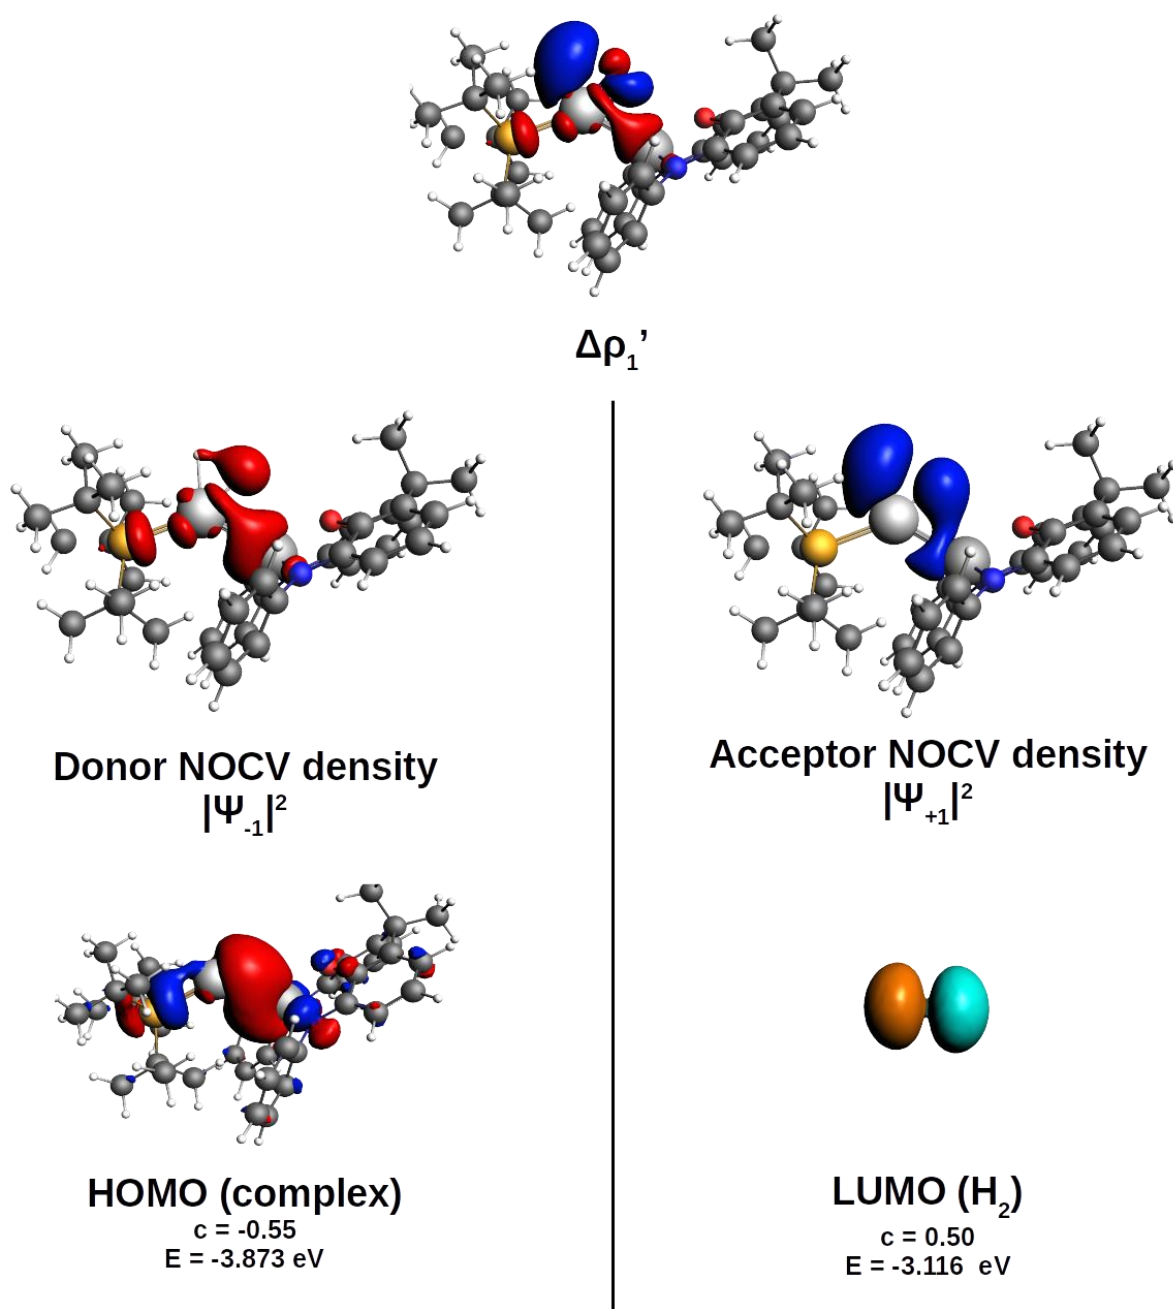 Δρ₁’
Donor NOCV density
|Ψ₋₁|²
Acceptor NOCV density
|Ψ₊₁|²
HOMO (complex)
c = -0.55
E = -3.873 eV
LUMO (H₂)
c = 0.50
E = -3.116 eV